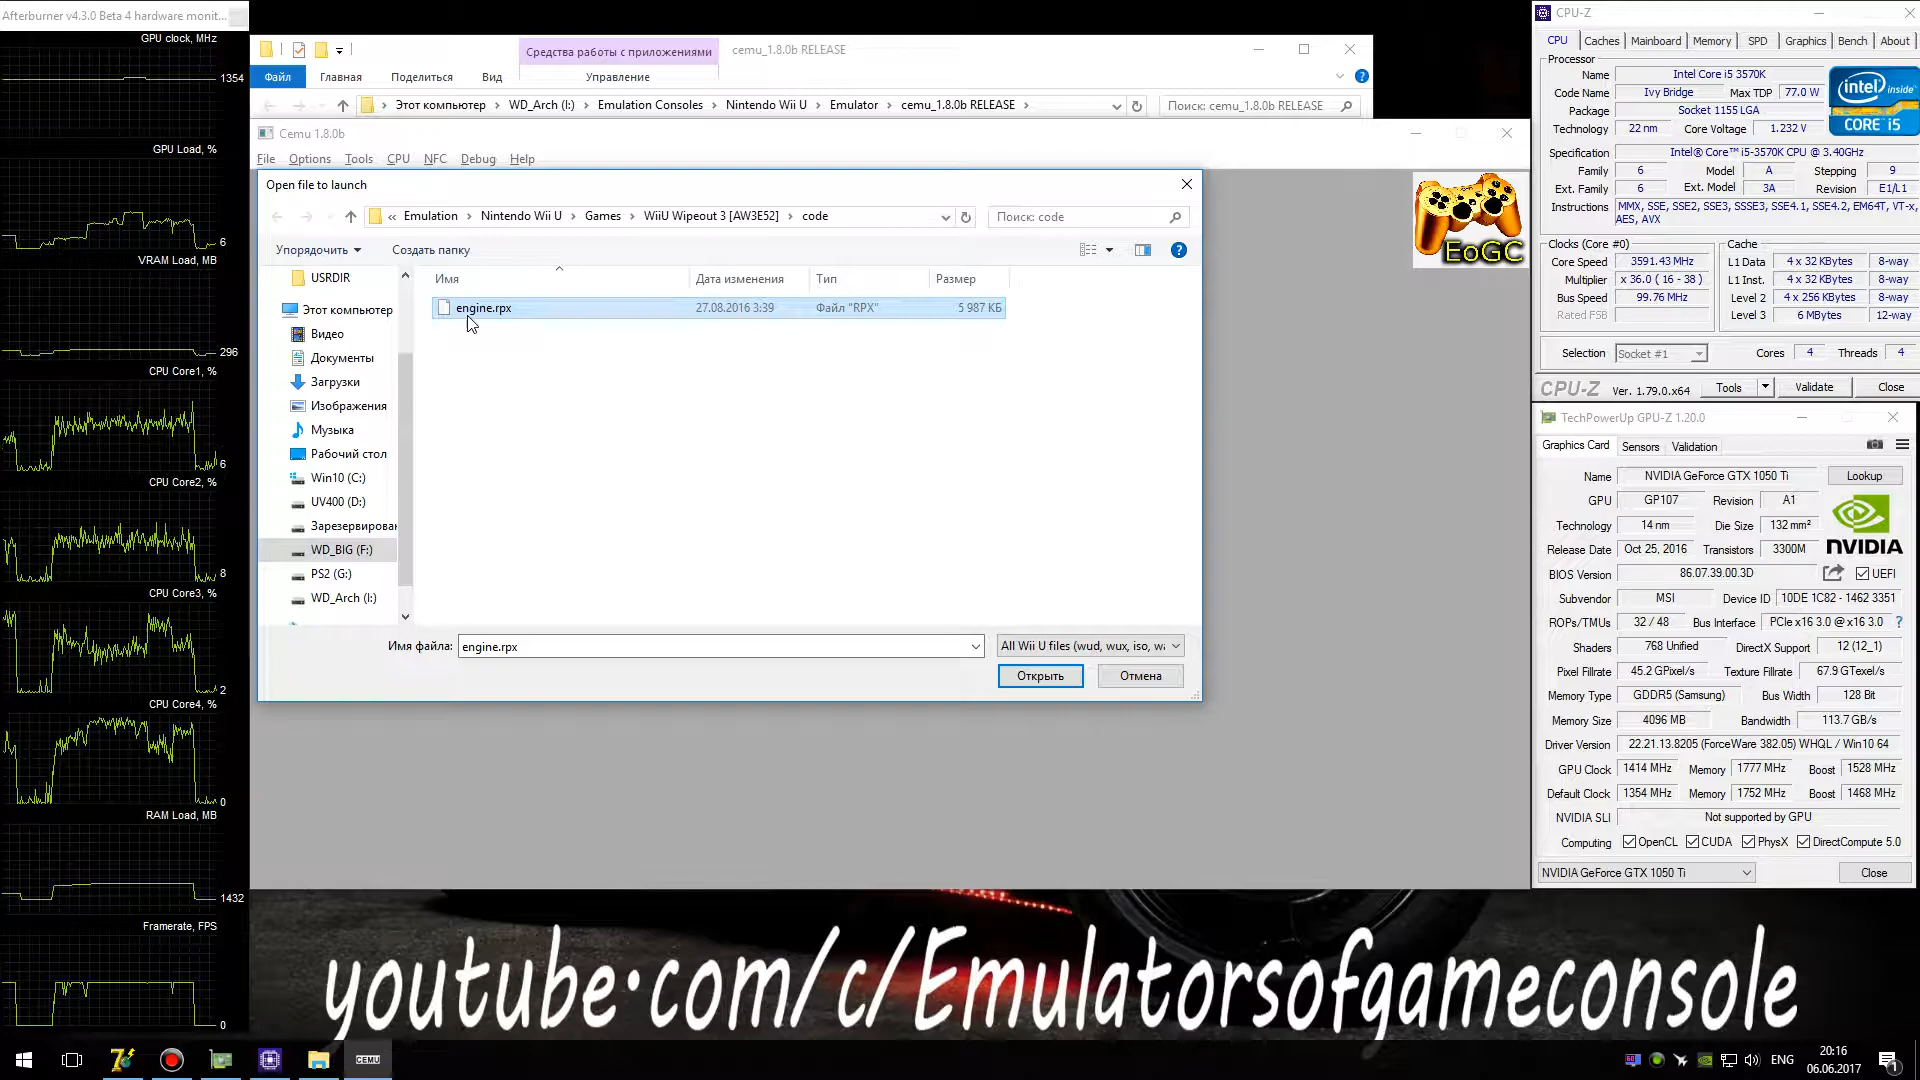 Afterburner v4.3.0 Beta 4 hardware monit...
GPU clock, MHz
1354
GPU Load, %
6
VRAM Load, MB
296
CPU Core1, %
6
CPU Core2, %
8
CPU Core3, %
2
CPU Core4, %
0
RAM Load, MB
1432
Framerate, FPS
0
Средства работы с приложениями
cemu_1.8.0b RELEASE
Файл Главная Поделиться Вид Управление
Этот компьютер WD_Arch (I:) Emulation Consoles Nintendo Wii U Emulator cemu_1.8.0b RELEASE
Поиск: cemu_1.8.0b RELEASE
Cemu 1.8.0b
File Options Tools CPU NFC Debug Help
Open file to launch
« Emulation Nintendo Wii U Games WiiU Wipeout 3 [AW3E52] code
Поиск: code
Упорядочить Создать папку
Имя Дата изменения Тип Размер
engine.rpx 27.08.2016 3:39 Файл "RPX" 5 987 КБ
USRDIR
Этот компьютер
Видео
Документы
Загрузки
Изображения
Музыка
Рабочий стол
Win10 (C:)
UV400 (D:)
Зарезервирован
WD_BIG (F:)
PS2 (G:)
WD_Arch (I:)
Имя файла: engine.rpx
All Wii U files (wud, wux, iso, wa
Открыть Отмена
EoGC
CPU-Z
CPU Caches Mainboard Memory SPD Graphics Bench About
Processor
Name Intel Core i5 3570K
Code Name Ivy Bridge Max TDP 77.0 W
Package Socket 1155 LGA
Technology 22 nm Core Voltage 1.232 V
intel inside
CORE i5
Specification Intel® Core™ i5-3570K CPU @ 3.40GHz
Family 6 Model A Stepping 9
Ext. Family 6 Ext. Model 3A Revision E1/L1
Instructions MMX, SSE, SSE2, SSE3, SSSE3, SSE4.1, SSE4.2, EM64T, VT-x,
AES, AVX
Clocks (Core #0) Cache
Core Speed 3591.43 MHz L1 Data 4 x 32 KBytes 8-way
Multiplier x 36.0 ( 16 - 38 ) L1 Inst. 4 x 32 KBytes 8-way
Bus Speed 99.76 MHz Level 2 4 x 256 KBytes 8-way
Rated FSB Level 3 6 MBytes 12-way
Selection Socket #1 Cores 4 Threads 4
CPU-Z Ver. 1.79.0.x64 Tools Validate Close
TechPowerUp GPU-Z 1.20.0
Graphics Card Sensors Validation
Name NVIDIA GeForce GTX 1050 Ti Lookup
GPU GP107 Revision A1
Technology 14 nm Die Size 132 mm²
Release Date Oct 25, 2016 Transistors 3300M
NVIDIA
BIOS Version 86.07.39.00.3D UEFI
Subvendor MSI Device ID 10DE 1C82 - 1462 3351
ROPs/TMUs 32 / 48 Bus Interface PCIe x16 3.0 @ x16 3.0 ?
Shaders 768 Unified DirectX Support 12 (12_1)
Pixel Fillrate 45.2 GPixel/s Texture Fillrate 67.9 GTexel/s
Memory Type GDDR5 (Samsung) Bus Width 128 Bit
Memory Size 4096 MB Bandwidth 113.7 GB/s
Driver Version 22.21.13.8205 (ForceWare 382.05) WHQL / Win10 64
GPU Clock 1414 MHz Memory 1777 MHz Boost 1528 MHz
Default Clock 1354 MHz Memory 1752 MHz Boost 1468 MHz
NVIDIA SLI Not supported by GPU
Computing OpenCL CUDA PhysX DirectCompute 5.0
NVIDIA GeForce GTX 1050 Ti Close
youtube.com/c/Emulatorsofgameconsole
CEMU
ENG
20:16
06.06.2017
1